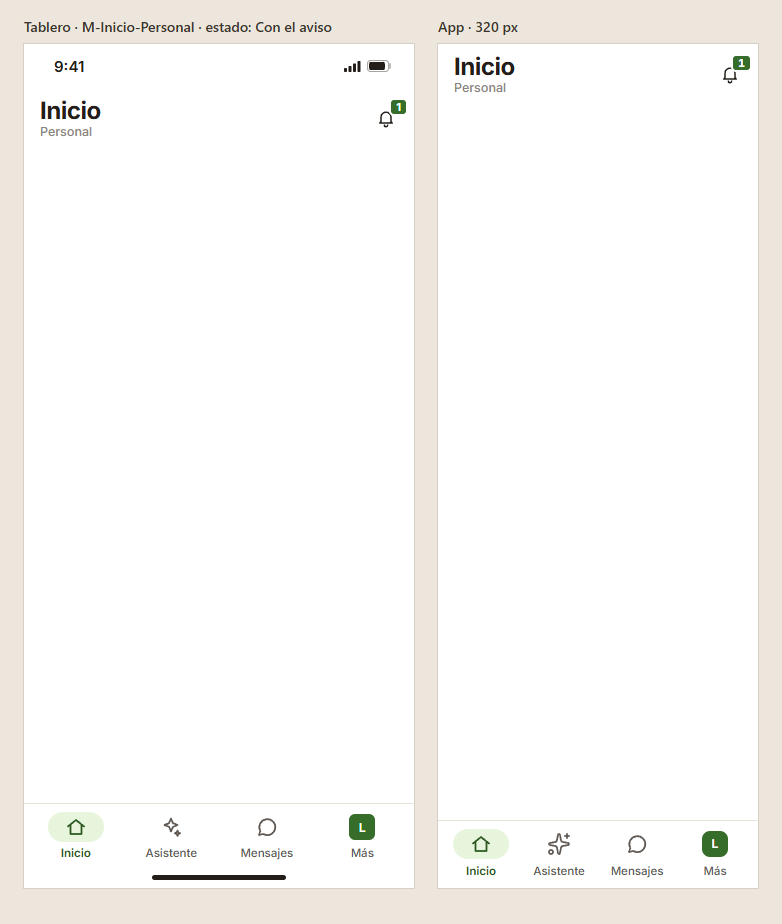 Tablero · M-Inicio-Personal · estado: Con el aviso
9:41
Inicio
Personal
1
Inicio
Asistente
Mensajes
L
Más
App · 320 px
Inicio
Personal
1
Inicio
Asistente
Mensajes
L
Más